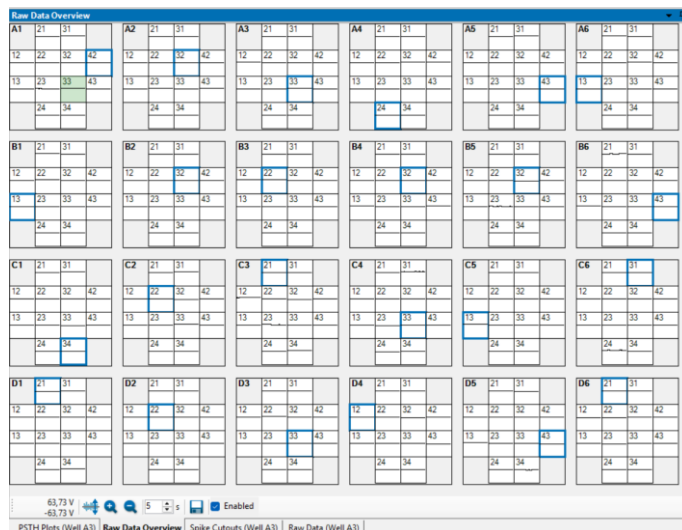 Raw Data Overview
A1 21 31 A2 21 31 A3 21 31 A4 21 31 A5 21 31 A6 21 31
12 22 32 42 12 22 32 42 12 22 32 42 12 22 32 42 12 22 32 42 12 22 32 42
13 23 33 43 13 23 33 43 13 23 33 43 13 23 33 43 13 23 33 43 13 23 33 43
24 34 24 34 24 34 24 34 24 34 24 34
B1 21 31 B2 21 31 B3 21 31 B4 21 31 B5 21 31 B6 21 31
12 22 32 42 12 22 32 42 12 22 32 42 12 22 32 42 12 22 32 42 12 22 32 42
13 23 33 43 13 23 33 43 13 23 33 43 13 23 33 43 13 23 33 43 13 23 33 43
24 34 24 34 24 34 24 34 24 34 24 34
C1 21 31 C2 21 31 C3 21 31 C4 21 31 C5 21 31 C6 21 31
12 22 32 42 12 22 32 42 12 22 32 42 12 22 32 42 12 22 32 42 12 22 32 42
13 23 33 43 13 23 33 43 13 23 33 43 13 23 33 43 13 23 33 43 13 23 33 43
24 34 24 34 24 34 24 34 24 34 24 34
D1 21 31 D2 21 31 D3 21 31 D4 21 31 D5 21 31 D6 21 31
12 22 32 42 12 22 32 42 12 22 32 42 12 22 32 42 12 22 32 42 12 22 32 42
13 23 33 43 13 23 33 43 13 23 33 43 13 23 33 43 13 23 33 43 13 23 33 43
24 34 24 34 24 34 24 34 24 34 24 34
63,73 V
-63,73 V
5 s Enabled
PSTH Plots (Well A3) Raw Data Overview Spike Cutouts (Well A3) Raw Data (Well A3)